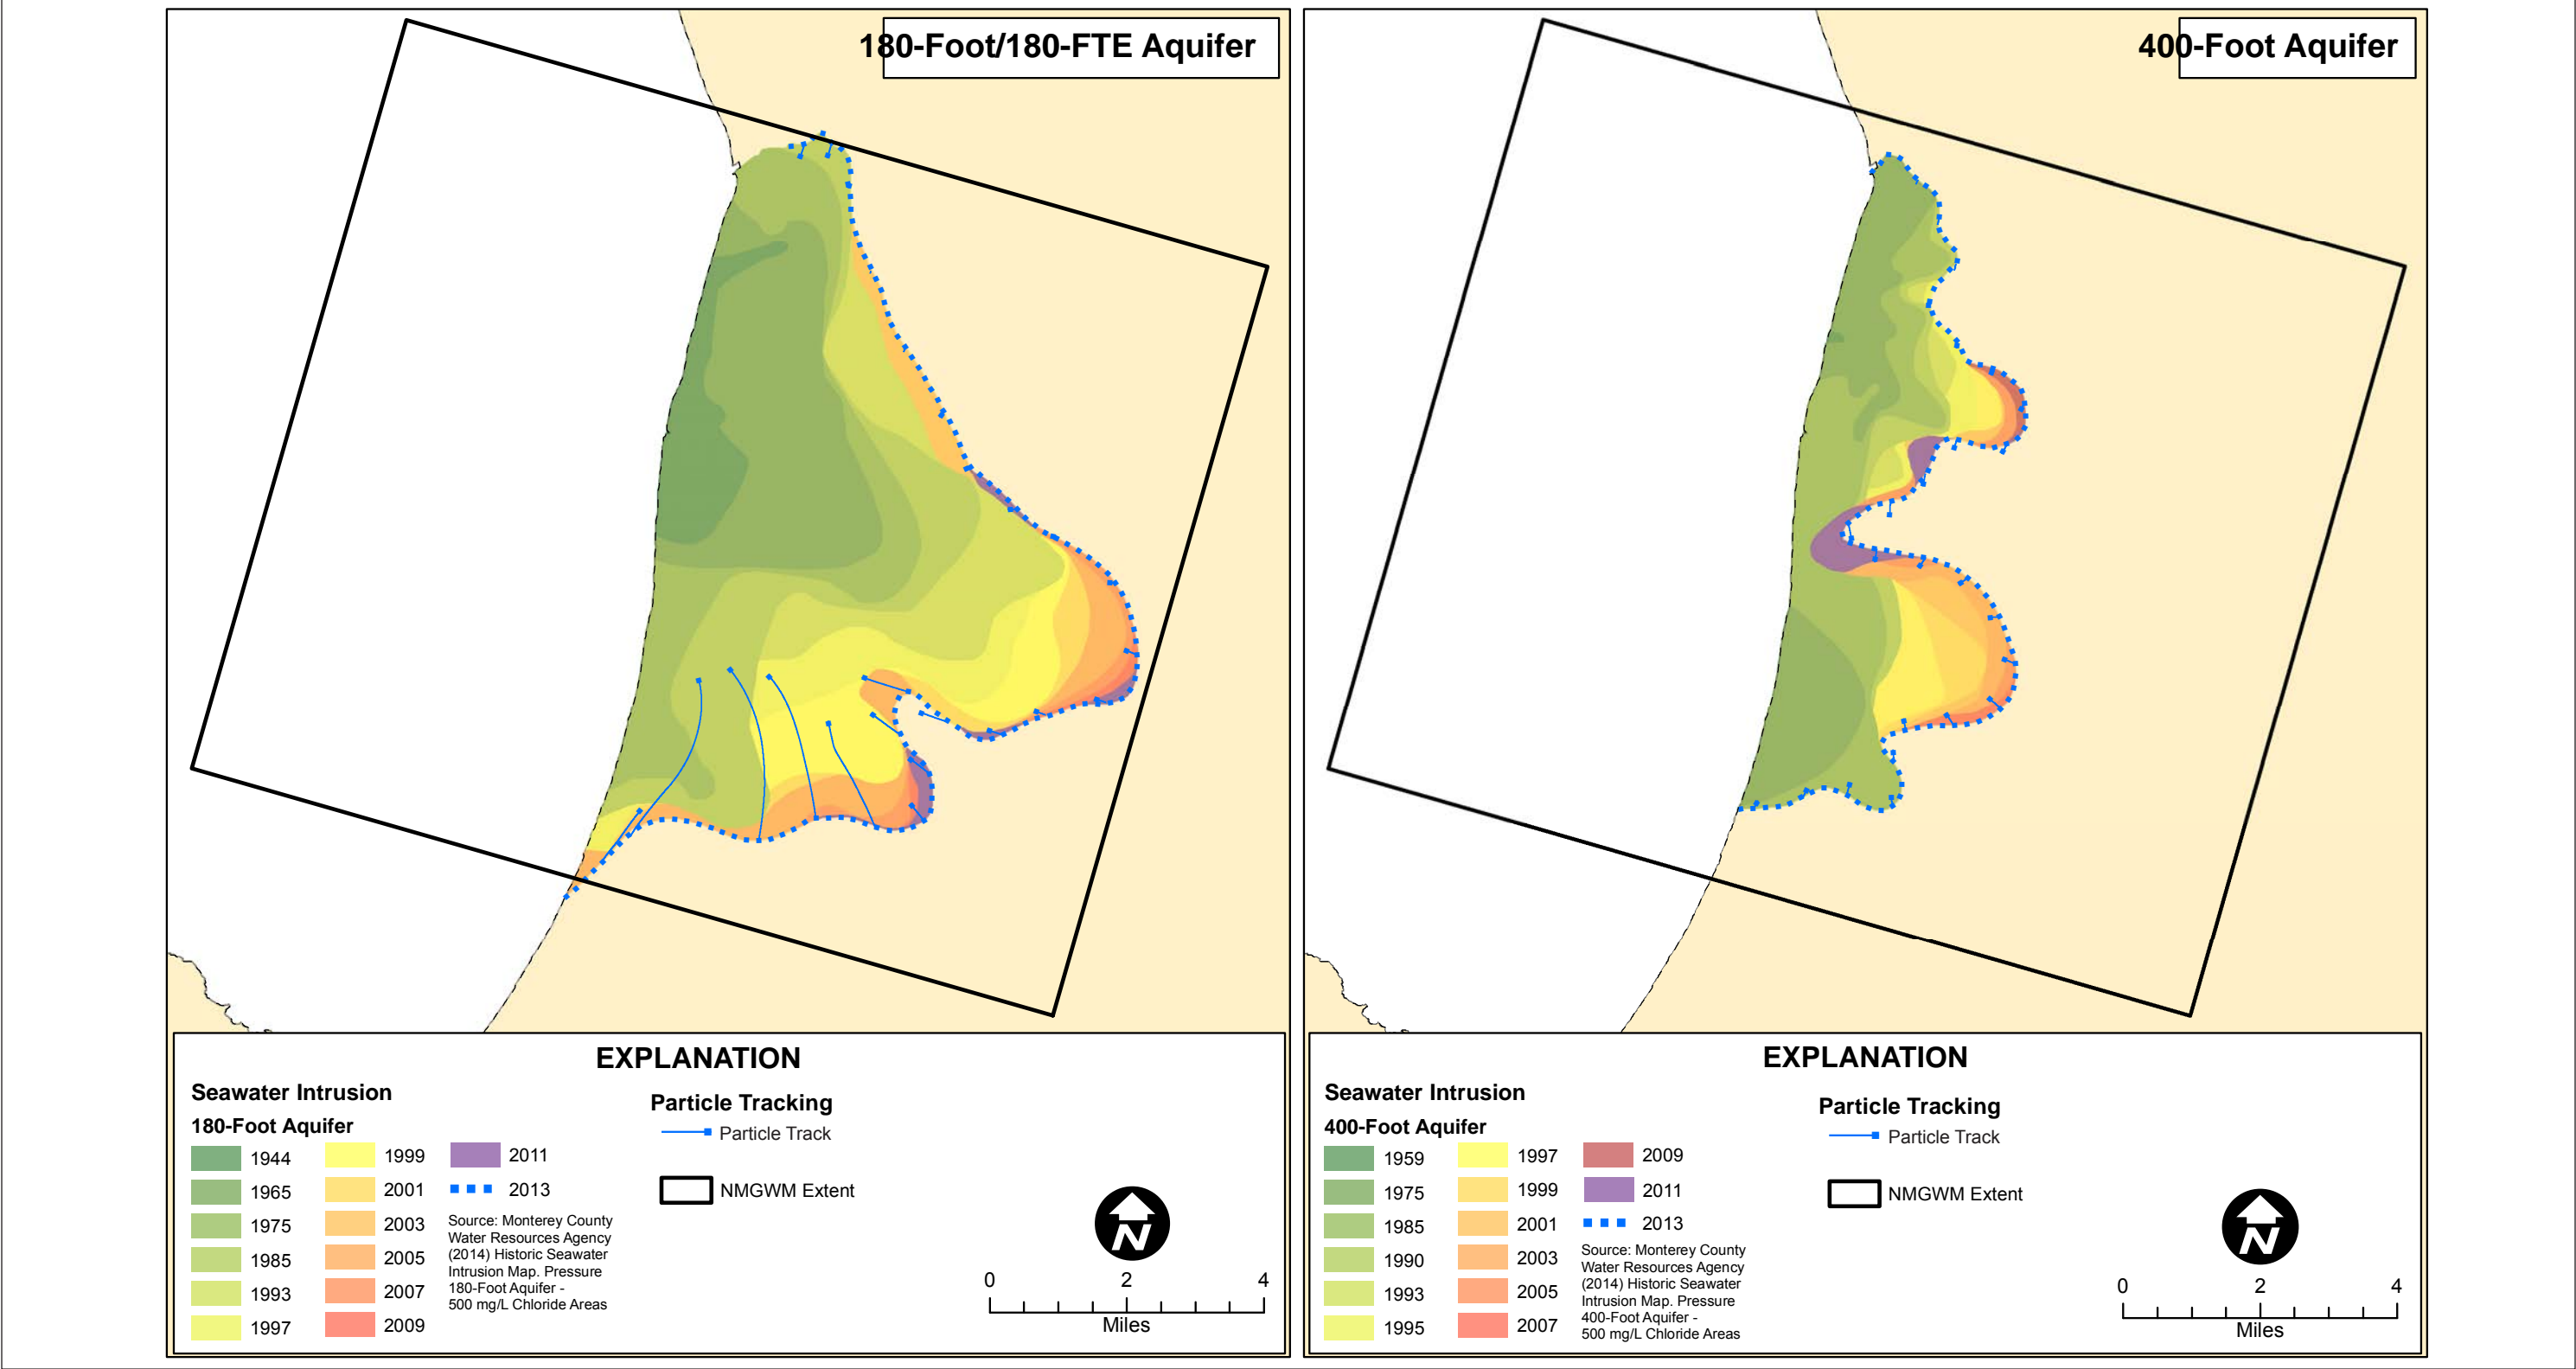 180-Foot/180-FTE Aquifer
EXPLANATION
Seawater Intrusion
180-Foot Aquifer
1944
1965
1975
1985
1993
1997
1999
2001
2003
2005
2007
2009
2011
2013
Source: Monterey County
Water Resources Agency
(2014) Historic Seawater
Intrusion Map. Pressure
180-Foot Aquifer -
500 mg/L Chloride Areas
Particle Tracking
Particle Track
NMGWM Extent
N
0 2 4
Miles
400-Foot Aquifer
EXPLANATION
Seawater Intrusion
400-Foot Aquifer
1959
1975
1985
1990
1993
1995
1997
1999
2001
2003
2005
2007
2009
2011
2013
Source: Monterey County
Water Resources Agency
(2014) Historic Seawater
Intrusion Map. Pressure
400-Foot Aquifer -
500 mg/L Chloride Areas
Particle Tracking
Particle Track
NMGWM Extent
N
0 2 4
Miles